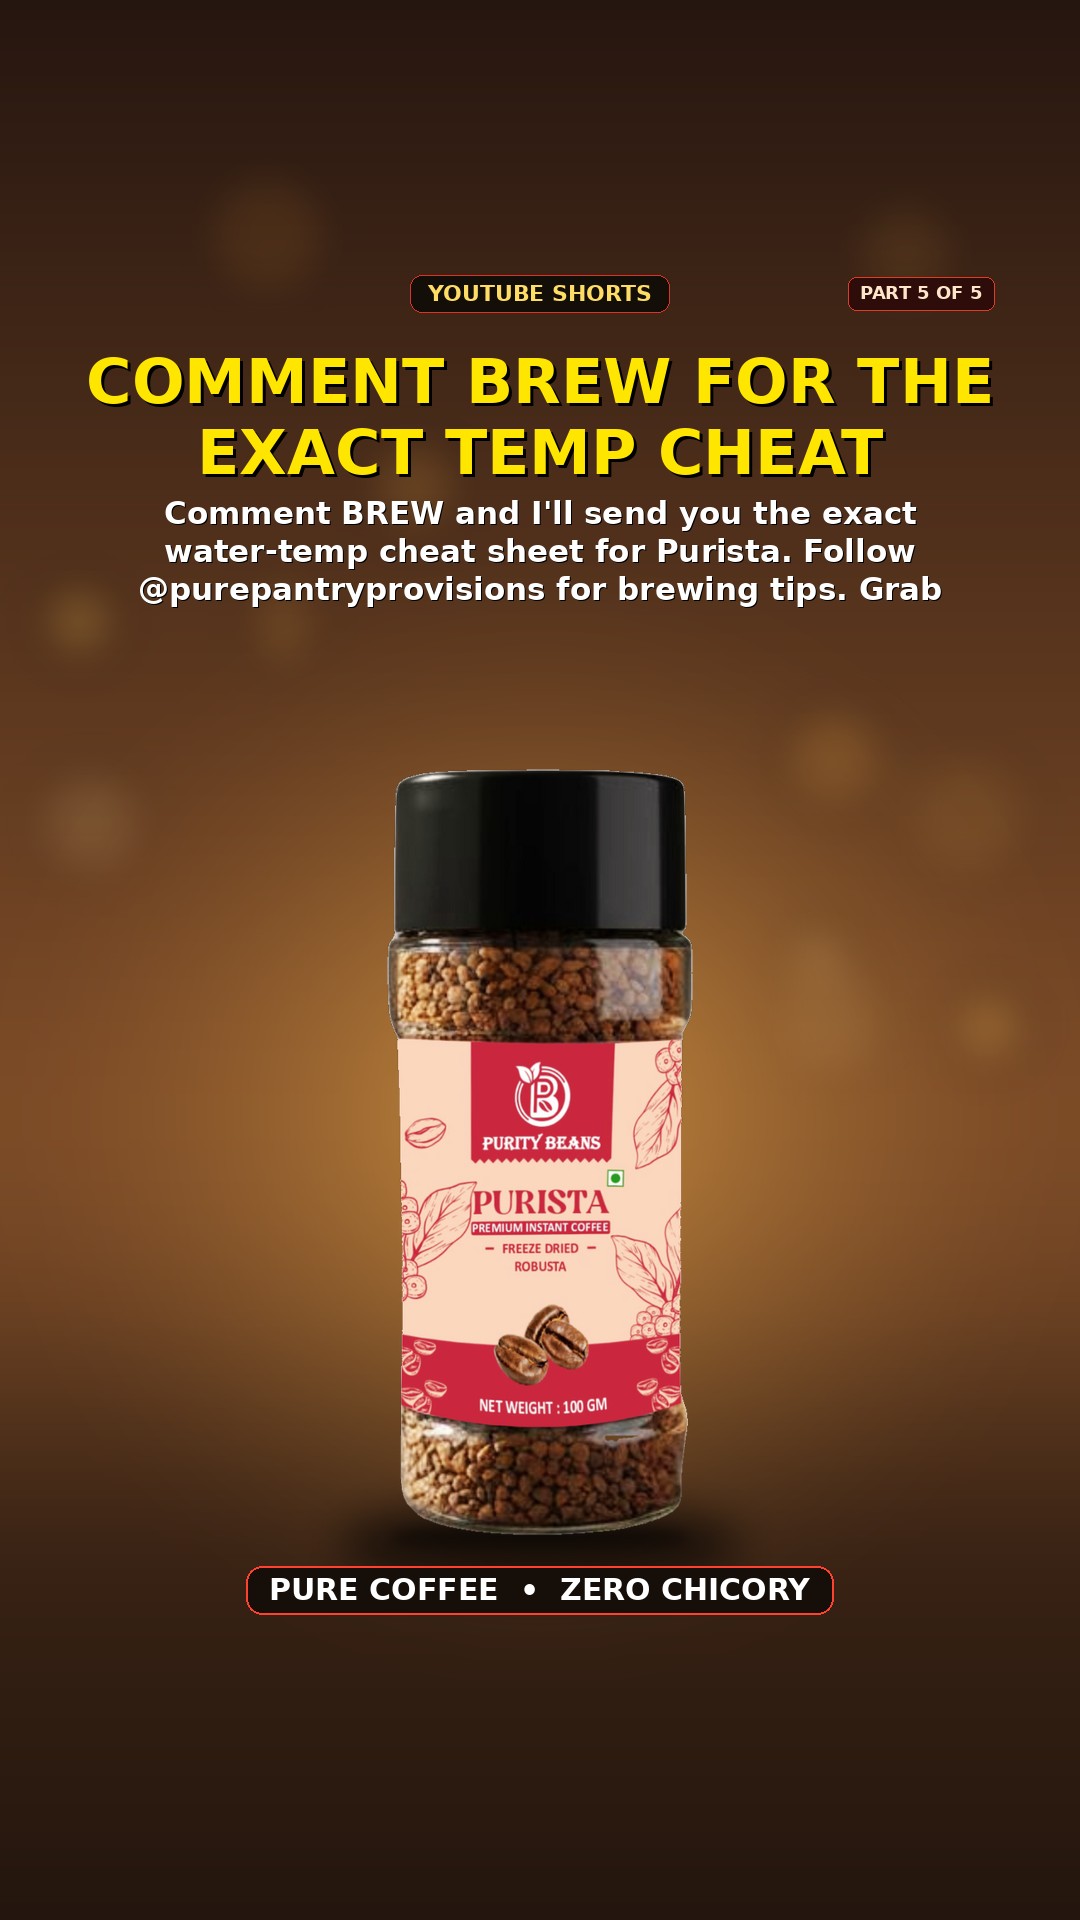 YOUTUBE SHORTS
PART 5 OF 5
COMMENT BREW FOR THE
EXACT TEMP CHEAT
Comment BREW and I'll send you the exact
water-temp cheat sheet for Purista. Follow
@purepantryprovisions for brewing tips. Grab
B
PURITY BEANS
PURISTA
PREMIUM INSTANT COFFEE
– FREEZE DRIED –
ROBUSTA
NET WEIGHT : 100 GM
PURE COFFEE • ZERO CHICORY